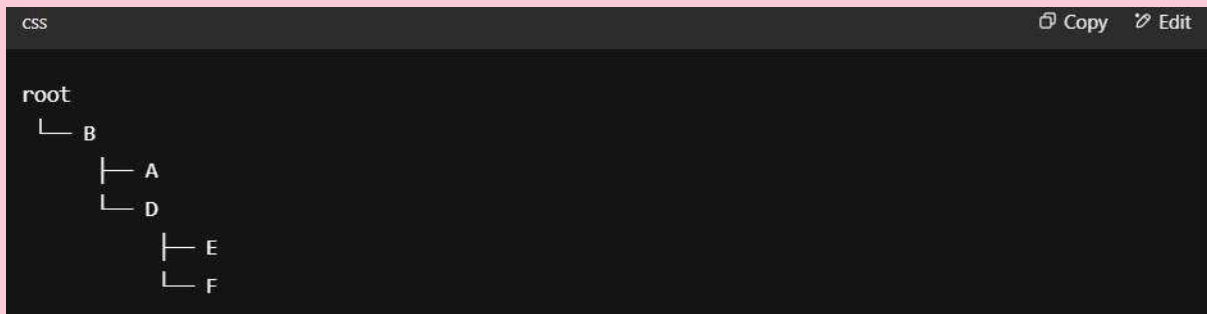 css Copy Edit
root
└── B
├── A
└── D
├── E
└── F